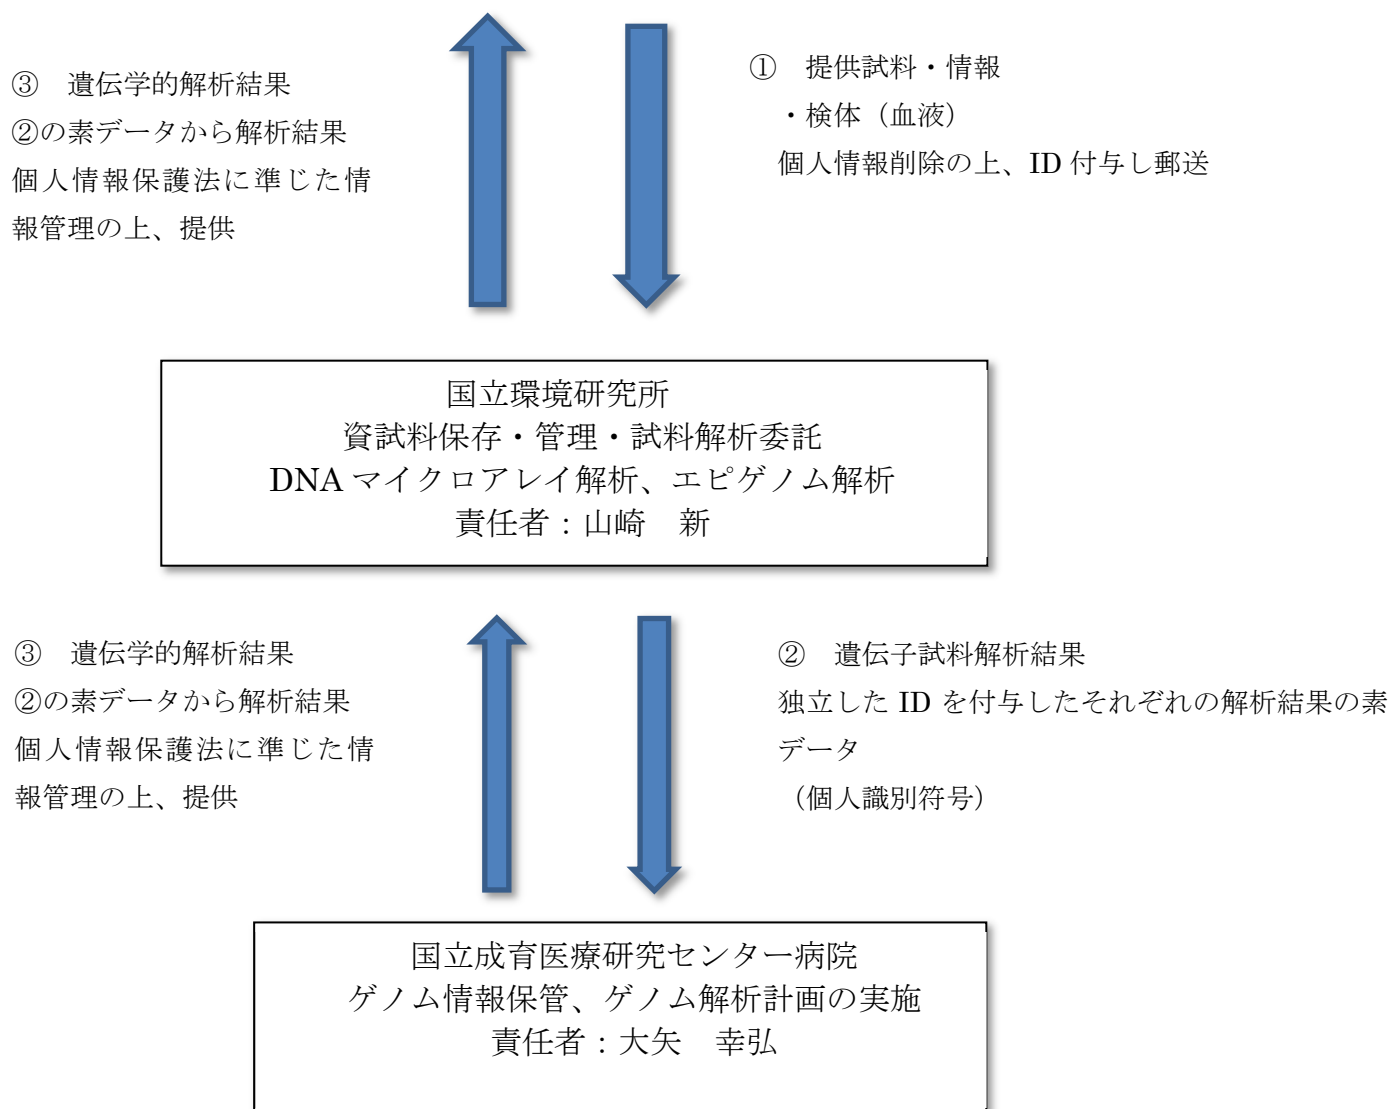 ③　遺伝学的解析結果
②の素データから解析結果
個人情報保護法に準じた情
報管理の上、提供
①　提供試料・情報
・検体（血液）
個人情報削除の上、ID 付与し郵送
国立環境研究所
資試料保存・管理・試料解析委託
DNA マイクロアレイ解析、エピゲノム解析
責任者：山崎　新
③　遺伝学的解析結果
②の素データから解析結果
個人情報保護法に準じた情
報管理の上、提供
②　遺伝子試料解析結果
独立した ID を付与したそれぞれの解析結果の素
データ
（個人識別符号）
国立成育医療研究センター病院
ゲノム情報保管、ゲノム解析計画の実施
責任者：大矢　幸弘